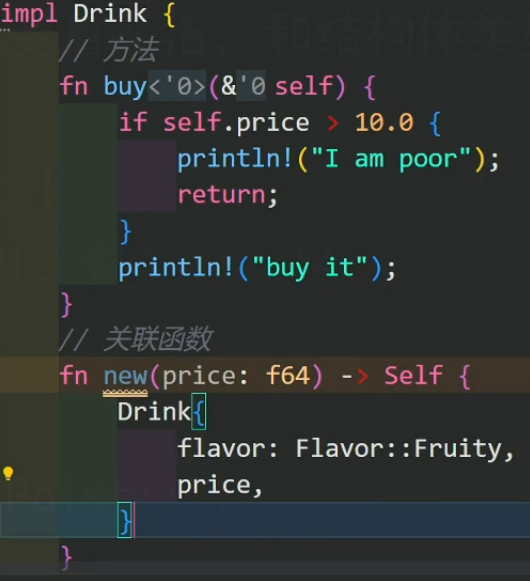 impl Drink {
// 方法
fn buy<'0>(&'0 self) {
if self.price > 10.0 {
println!("I am poor");
return;
}
println!("buy it");
}
// 关联函数
fn new(price: f64) -> Self {
Drink{
flavor: Flavor::Fruity,
price,
}
}